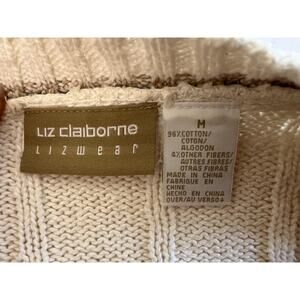 Liz claiborne
LIZWEAR
M
96%COTTON/
COTON/
ALGODON
4%OTHER FIBERS/
AUTRES FIBRES/
OTRAS FIBRAS
MADE IN CHINA
FABRIQUE EN
CHINE
HECHO EN CHINA
OVER/AU VERSO